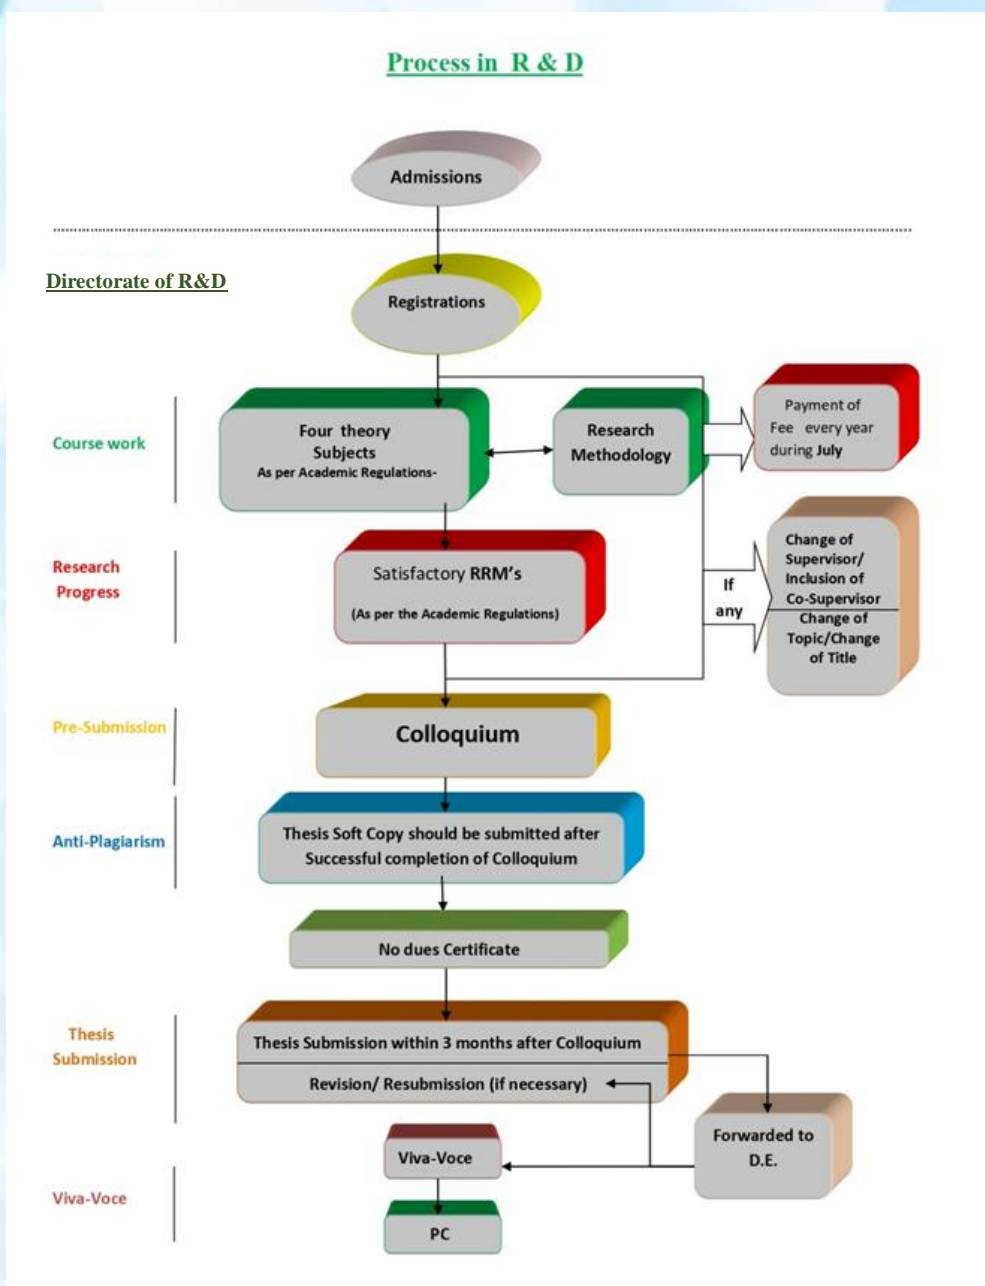 Process in R & D
Admissions
Directorate of R&D
Registrations
Course work
Four theory
Subjects
As per Academic Regulations-
Research
Methodology
Payment of
Fee every year
during July
Research
Progress
Satisfactory RRM's
(As per the Academic Regulations)
If
any
Change of
Supervisor/
Inclusion of
Co-Supervisor
Change of
Topic/Change
of Title
Pre-Submission
Colloquium
Anti-Plagiarism
Thesis Soft Copy should be submitted after
Successful completion of Colloquium
No dues Certificate
Thesis
Submission
Thesis Submission within 3 months after Colloquium
Revision/ Resubmission (if necessary)
Forwarded to
D.E.
Viva-Voce
Viva-Voce
PC